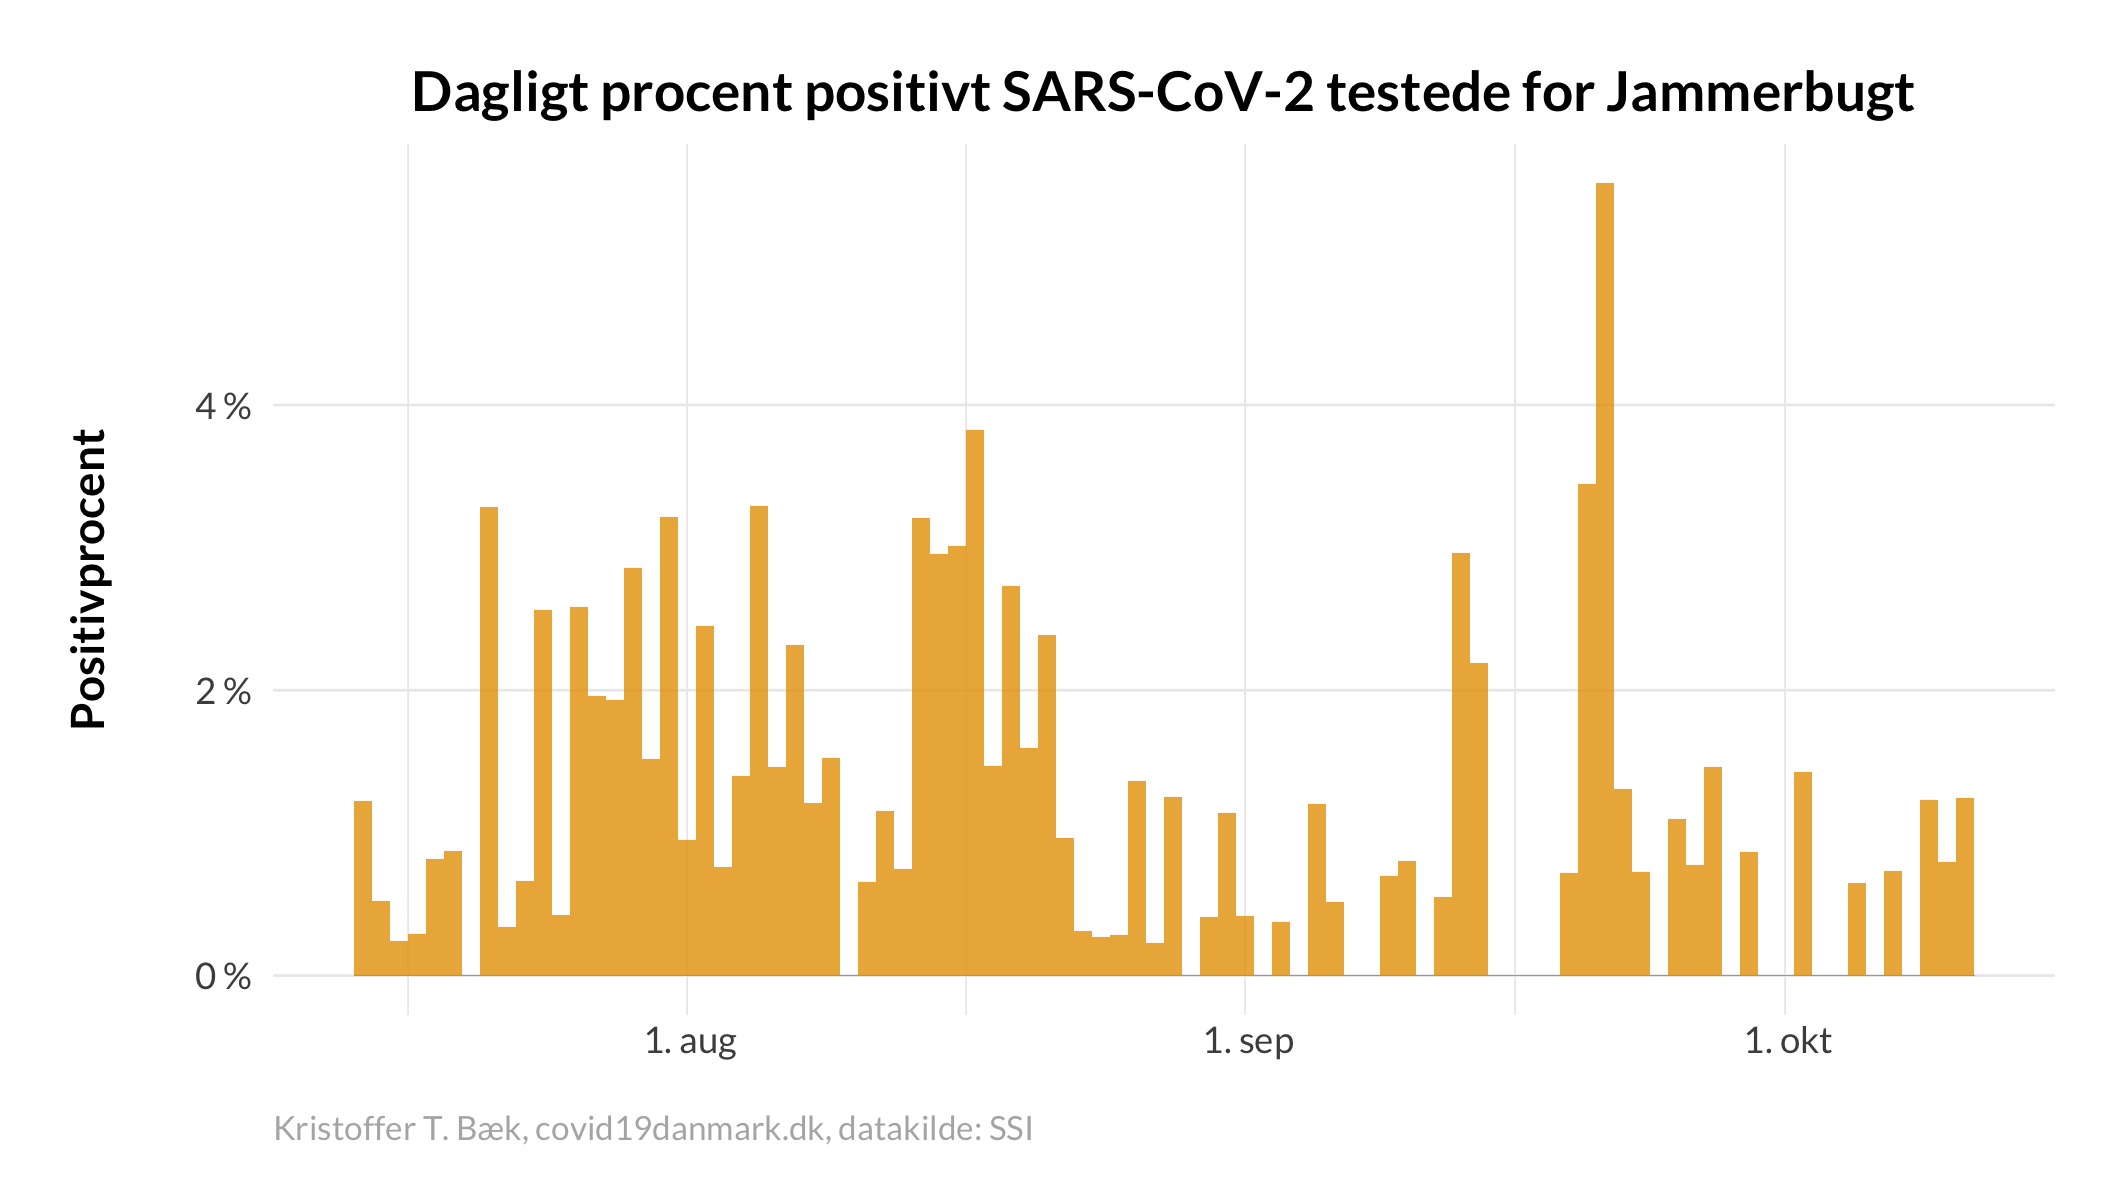 Dagligt procent positivt SARS-CoV-2 testede for Jammerbugt
Positivprocent
4 %
2 %
0 %
1. aug
1. sep
1. okt
Kristoffer T. Bæk, covid19danmark.dk, datakilde: SSI